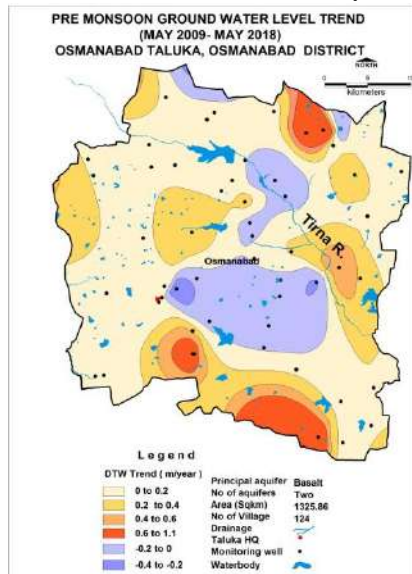 PRE MONSOON GROUND WATER LEVEL TREND
(MAY 2009- MAY 2018)
OSMANABAD TALUKA, OSMANABAD DISTRICT
NORTH
0 5
kilometers
Tirna R.
Osmanabad
Legend
DTW Trend ( m/year )
0 to 0.2
0.2 to 0.4
0.4 to 0.6
0.6 to 1.1
-0.2 to 0
-0.4 to -0.2
Principal aquifer Basalt
No of aquifers Two
Area (Sqkm) 1325.86
No of Village 124
Drainage
Taluka HQ
Monitoring well
Waterbody